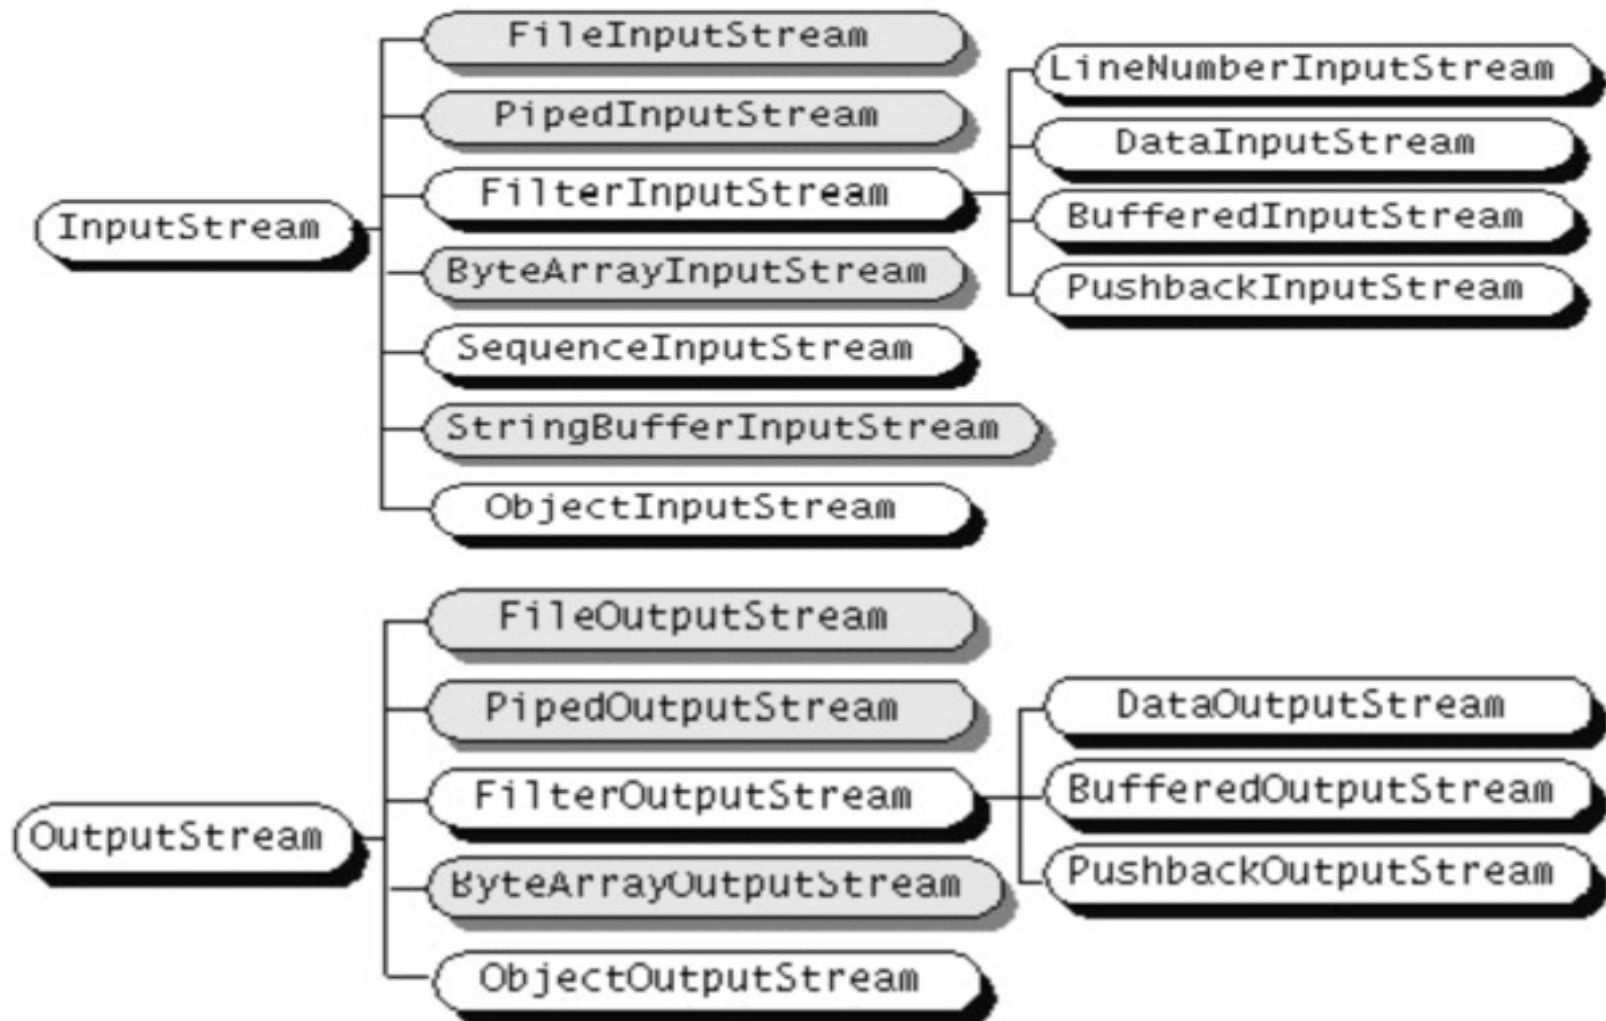 FileInputStream
LineNumberInputStream
PipedInputStream
DataInputStream
FilterInputStream
BufferedInputStream
InputStream
ByteArrayInputStream
PushbackInputStream
SequenceInputStream
StringBufferInputStream
ObjectInputStream
FileOutputStream
PipedOutputStream
DataOutputStream
FilterOutputStream
BufferedOutputStream
OutputStream
ByteArrayOutputStream
PushbackOutputStream
ObjectOutputStream